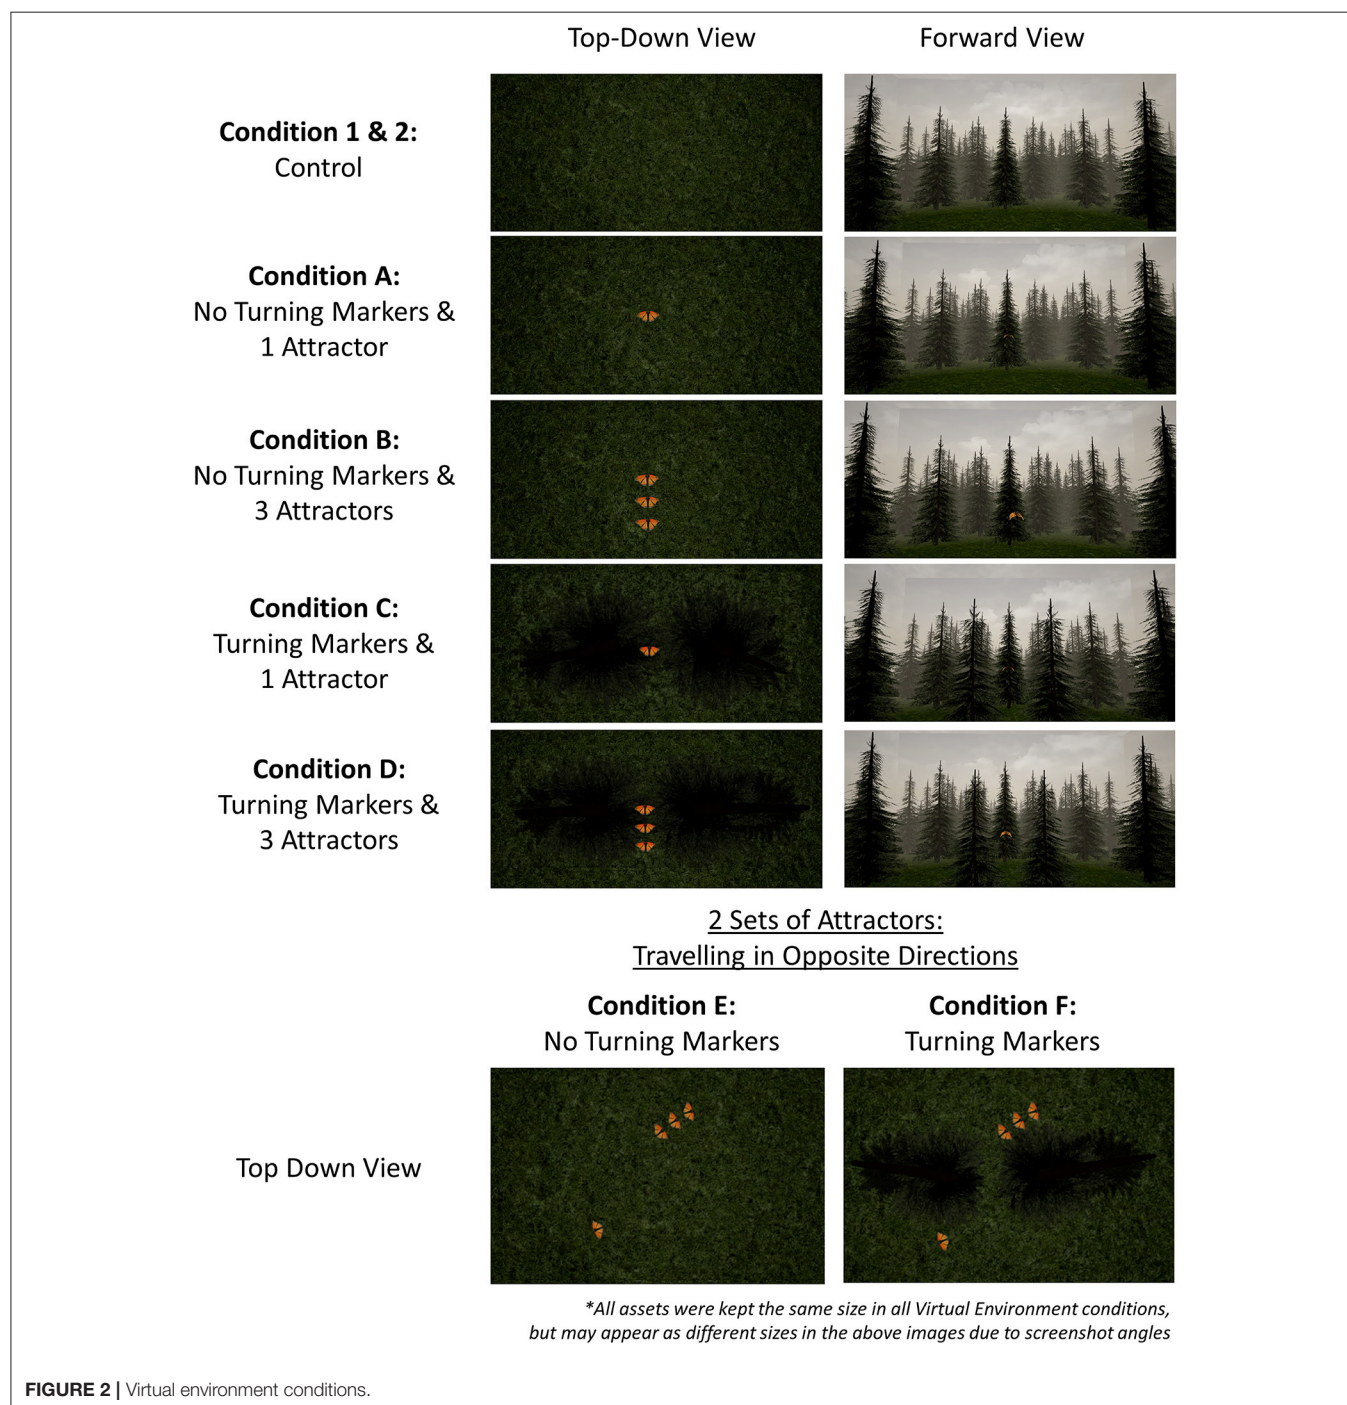 Top-Down View
Forward View
Condition 1 & 2:
Control
Condition A:
No Turning Markers &
1 Attractor
Condition B:
No Turning Markers &
3 Attractors
Condition C:
Turning Markers &
1 Attractor
Condition D:
Turning Markers &
3 Attractors
2 Sets of Attractors:
Travelling in Opposite Directions
Condition E:
No Turning Markers
Condition F:
Turning Markers
Top Down View
*All assets were kept the same size in all Virtual Environment conditions,
but may appear as different sizes in the above images due to screenshot angles
FIGURE 2 | Virtual environment conditions.